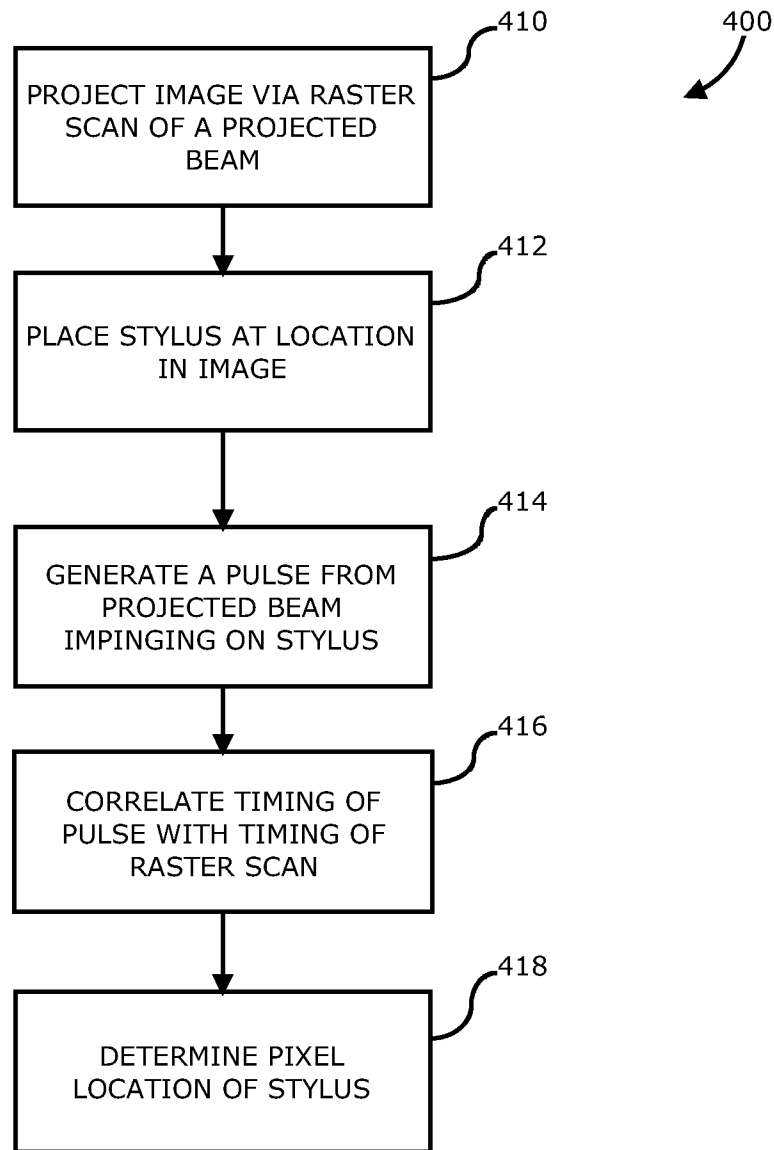 410
400
PROJECT IMAGE VIA RASTER
SCAN OF A PROJECTED
BEAM
412
PLACE STYLUS AT LOCATION
IN IMAGE
414
GENERATE A PULSE FROM
PROJECTED BEAM
IMPINGING ON STYLUS
416
CORRELATE TIMING OF
PULSE WITH TIMING OF
RASTER SCAN
418
DETERMINE PIXEL
LOCATION OF STYLUS